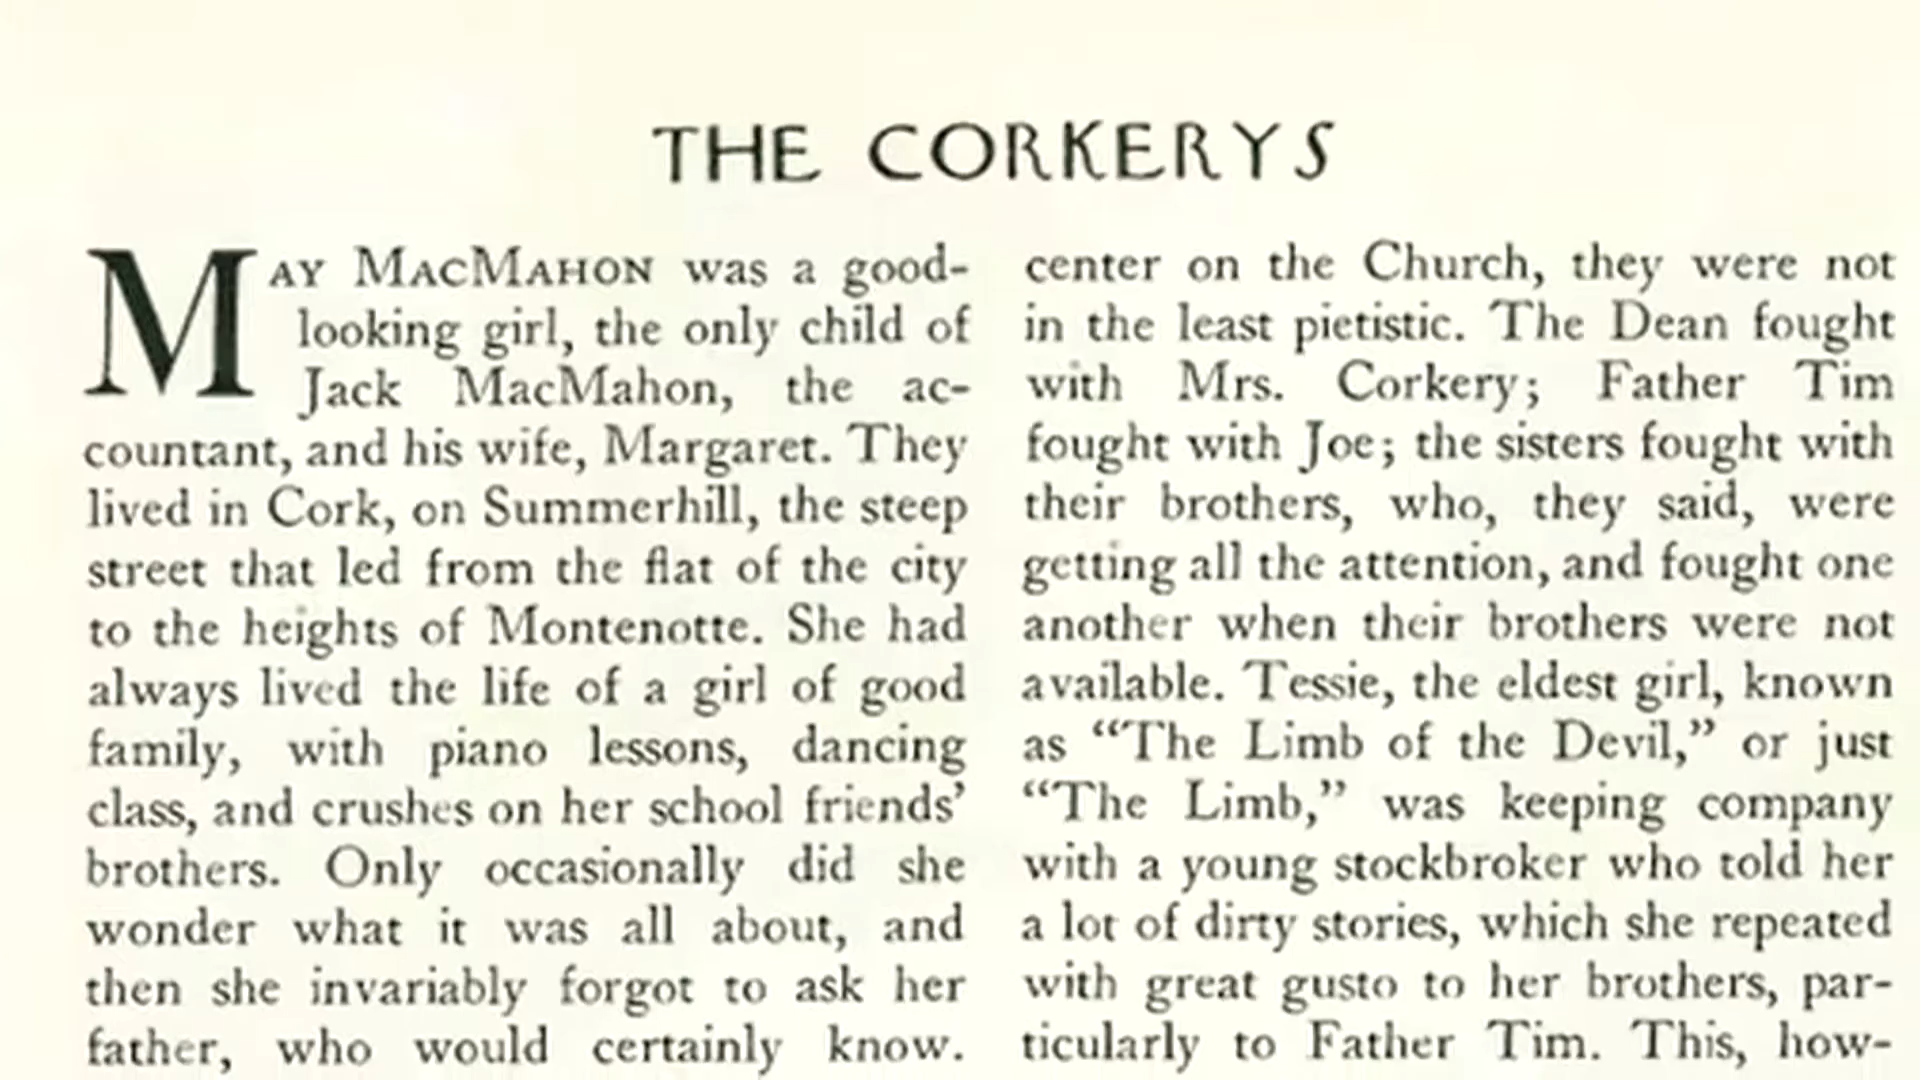 THE CORKERYS
MAY MACMAHON was a good-
looking girl, the only child of
Jack MacMahon, the ac-
countant, and his wife, Margaret. They
lived in Cork, on Summerhill, the steep
street that led from the flat of the city
to the heights of Montenotte. She had
always lived the life of a girl of good
family, with piano lessons, dancing
class, and crushes on her school friends’
brothers. Only occasionally did she
wonder what it was all about, and
then she invariably forgot to ask her
father, who would certainly know.
center on the Church, they were not
in the least pietistic. The Dean fought
with Mrs. Corkery; Father Tim
fought with Joe; the sisters fought with
their brothers, who, they said, were
getting all the attention, and fought one
another when their brothers were not
available. Tessie, the eldest girl, known
as “The Limb of the Devil,” or just
“The Limb,” was keeping company
with a young stockbroker who told her
a lot of dirty stories, which she repeated
with great gusto to her brothers, par-
ticularly to Father Tim. This, how-